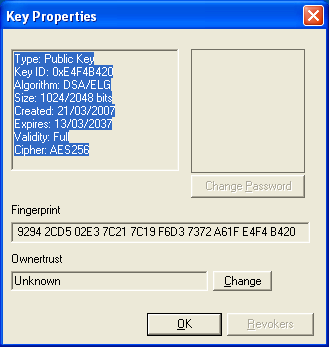 Key Properties
Type: Public Key
Key ID: 0xE4F4B420
Algorithm: DSA/ELG
Size: 1024/2048 bits
Created: 21/03/2007
Expires: 13/03/2037
Validity: Full
Cipher: AES256
Change Password
Fingerprint
9294 2CD5 02E3 7C21 7C19 F6D3 7372 A61F E4F4 B420
Ownertrust
Unknown
Change
OK
Revokers